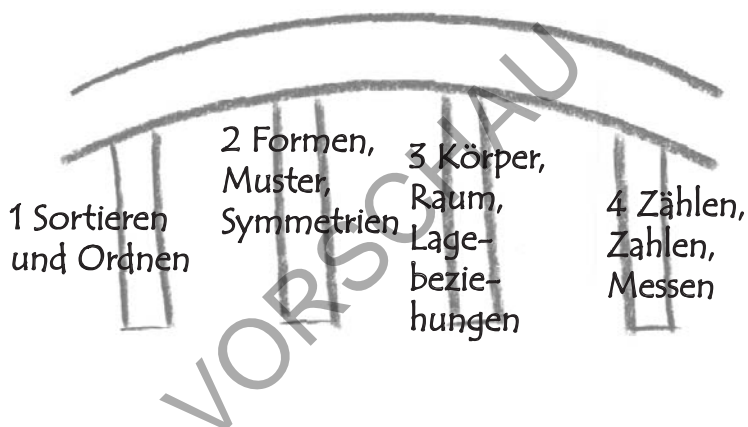 1 Sortieren
und Ordnen
2 Formen,
Muster,
Symmetrien
3 Körper,
Raum,
Lage-
bezie-
hungen
4 Zählen,
Zahlen,
Messen
VORSCHAU